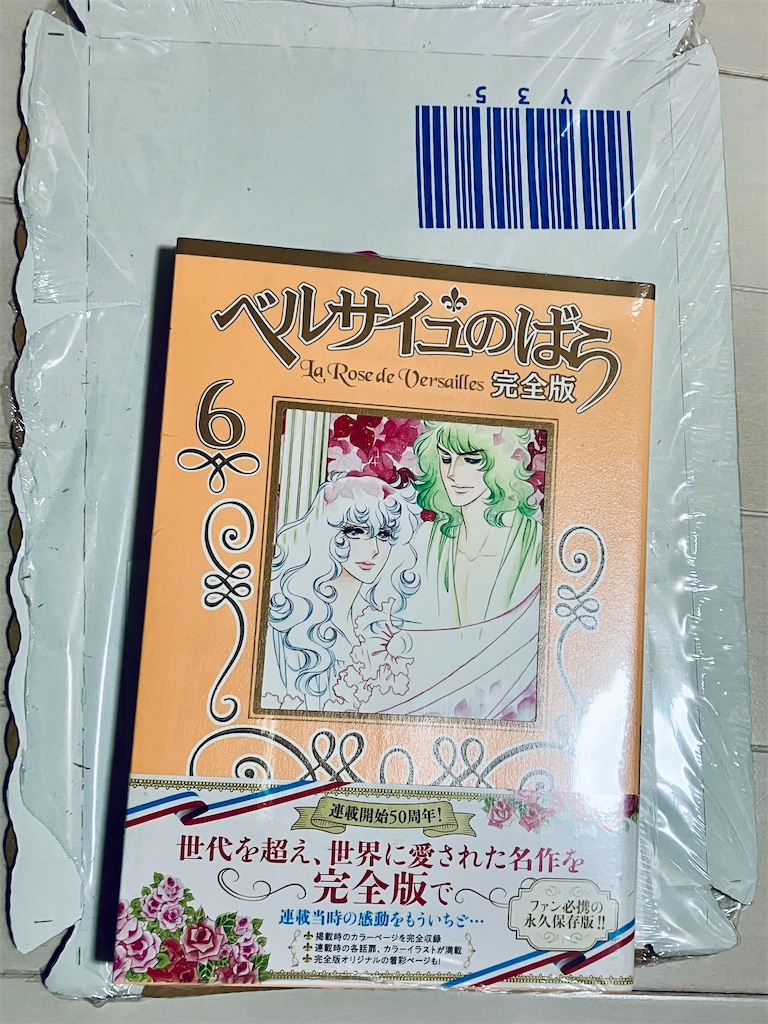 Y35
ベルサイユのばら
La Rose de Versailles 完全版
6
連載開始50周年!
世代を超え、世界に愛された名作を
完全版で
連載当時の感動をもういちど…
掲載時のカラーページを完全収録
連載時の各話扉、カラーイラストが満載
完全版オリジナルの着彩ページも!
ファン必携の
永久保存版!!